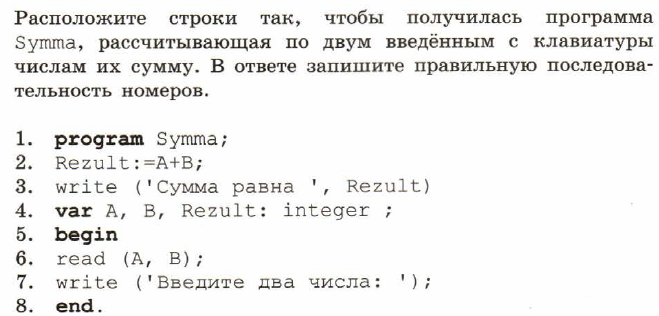 Расположите строки так, чтобы получилась программа
Symma, рассчитывающая по двум введённым с клавиатуры
числам их сумму. В ответе запишите правильную последова-
тельность номеров.
1. program Symma;
2. Rezult:=A+B;
3. write ('Сумма равна ', Rezult)
4. var A, B, Rezult: integer ;
5. begin
6. read (A, B);
7. write ('Введите два числа: ');
8. end.